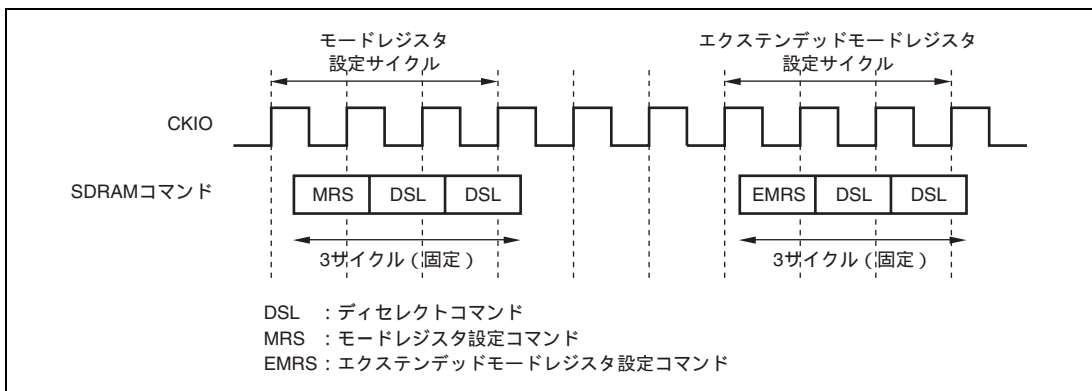 モードレジスタ
設定サイクル
エクステンデッドモードレジスタ
設定サイクル
CKIO
SDRAMコマンド
MRS DSL DSL
EMRS DSL DSL
3サイクル（固定）
3サイクル（固定）
DSL ：ディセレクトコマンド
MRS ：モードレジスタ設定コマンド
EMRS：エクステンデッドモードレジスタ設定コマンド